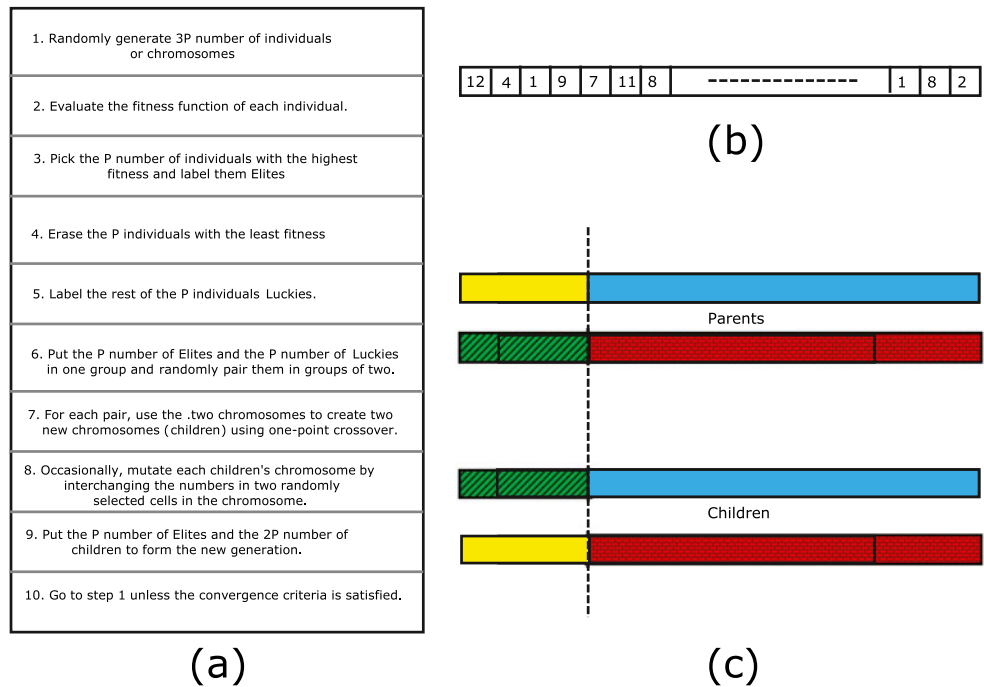 1. Randomly generate 3P number of individuals
or chromosomes
2. Evaluate the fitness function of each individual.
3. Pick the P number of individuals with the highest
fitness and label them Elites
4. Erase the P individuals with the least fitness
5. Label the rest of the P individuals Luckies.
6. Put the P number of Elites and the P number of Luckies
in one group and randomly pair them in groups of two.
7. For each pair, use the .two chromosomes to create two
new chromosomes (children) using one-point crossover.
8. Occasionally, mutate each children's chromosome by
interchanging the numbers in two randomly
selected cells in the chromosome.
9. Put the P number of Elites and the 2P number of
children to form the new generation.
10. Go to step 1 unless the convergence criteria is satisfied.
(a)
12 4 1 9 7 11 8 1 8 2
(b)
Parents
Children
(c)